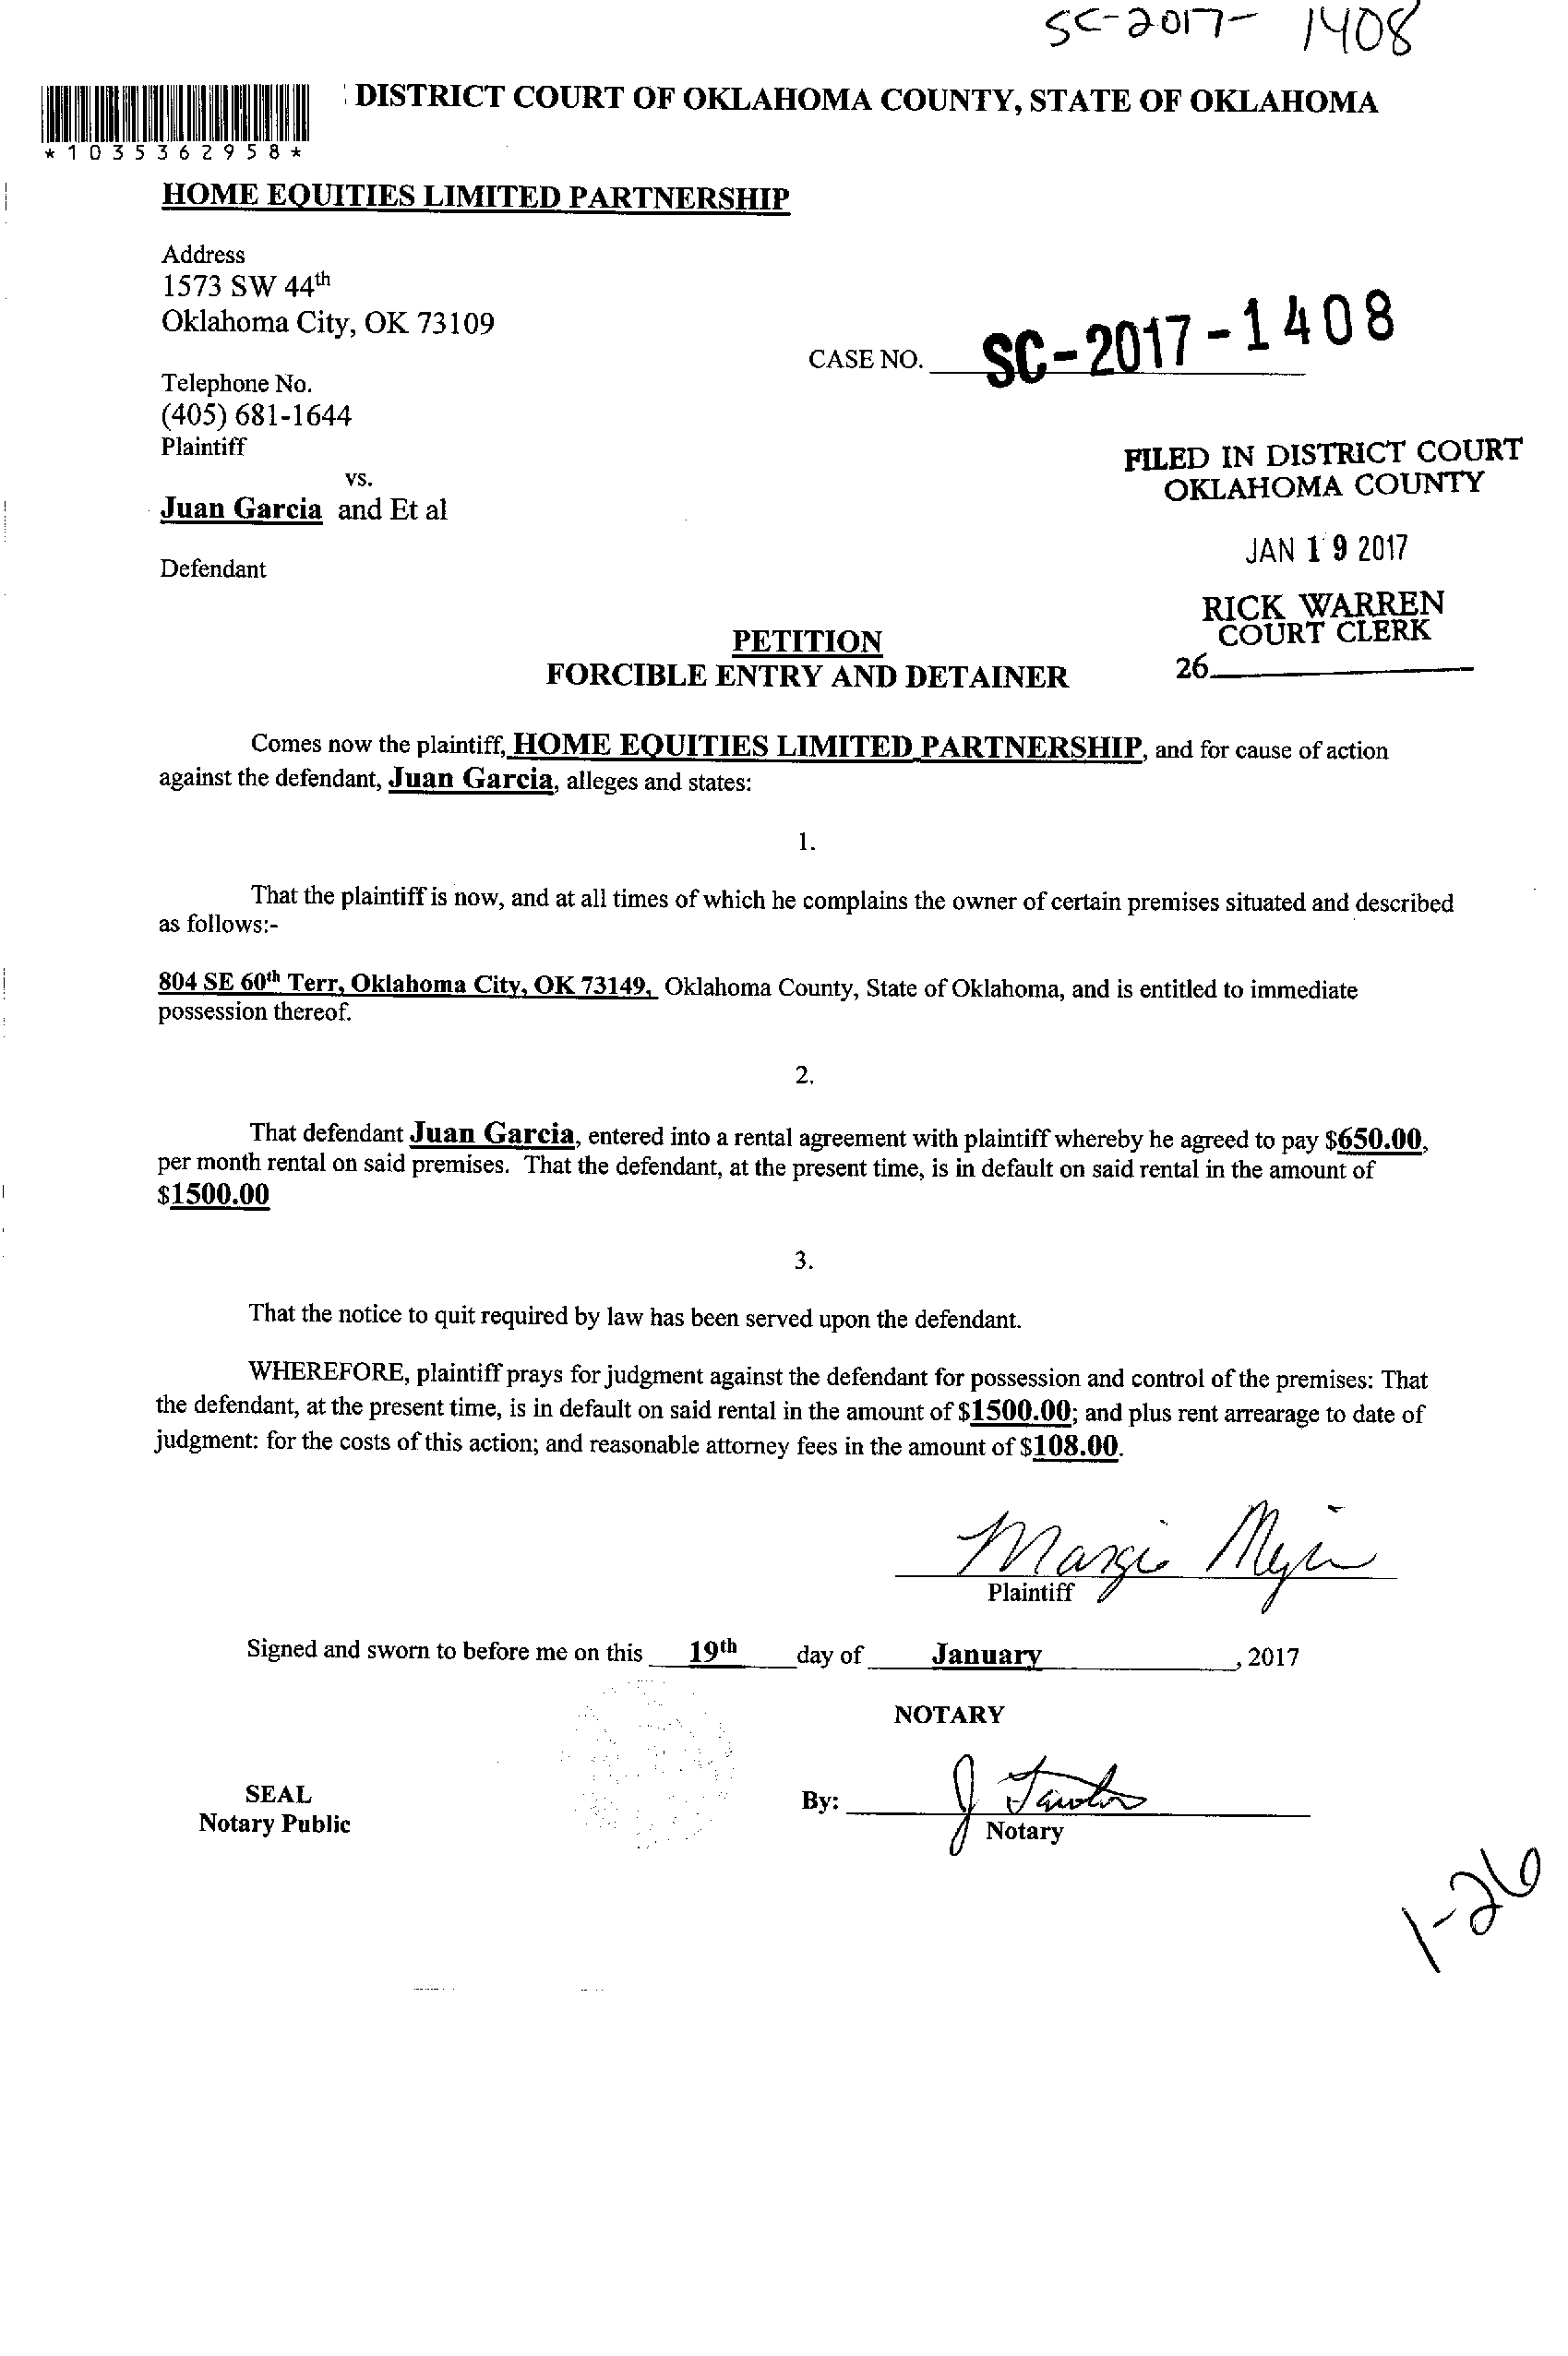 SC-2017- 1408
DISTRICT COURT OF OKLAHOMA COUNTY, STATE OF OKLAHOMA
*1035362958*
HOME EQUITIES LIMITED PARTNERSHIP
Address
1573 SW 44th
Oklahoma City, OK 73109
CASE NO. SC-2017-1408
Telephone No.
(405) 681-1644
Plaintiff
vs.
Juan Garcia and Et al
Defendant
FILED IN DISTRICT COURT
OKLAHOMA COUNTY
JAN 19 2017
RICK WARREN
COURT CLERK
26
PETITION
FORCIBLE ENTRY AND DETAINER
Comes now the plaintiff, HOME EQUITIES LIMITED PARTNERSHIP, and for cause of action
against the defendant, Juan Garcia, alleges and states:
1.
That the plaintiff is now, and at all times of which he complains the owner of certain premises situated and described
as follows:-
804 SE 60th Terr, Oklahoma City, OK 73149, Oklahoma County, State of Oklahoma, and is entitled to immediate
possession thereof.
2.
That defendant Juan Garcia, entered into a rental agreement with plaintiff whereby he agreed to pay $650.00,
per month rental on said premises. That the defendant, at the present time, is in default on said rental in the amount of
$1500.00
3.
That the notice to quit required by law has been served upon the defendant.
WHEREFORE, plaintiff prays for judgment against the defendant for possession and control of the premises: That
the defendant, at the present time, is in default on said rental in the amount of $1500.00; and plus rent arrearage to date of
judgment: for the costs of this action; and reasonable attorney fees in the amount of $108.00.
Margie
Plaintiff
Signed and sworn to before me on this 19th day of January, 2017
NOTARY
SEAL
Notary Public
By: J
Notary
1-26